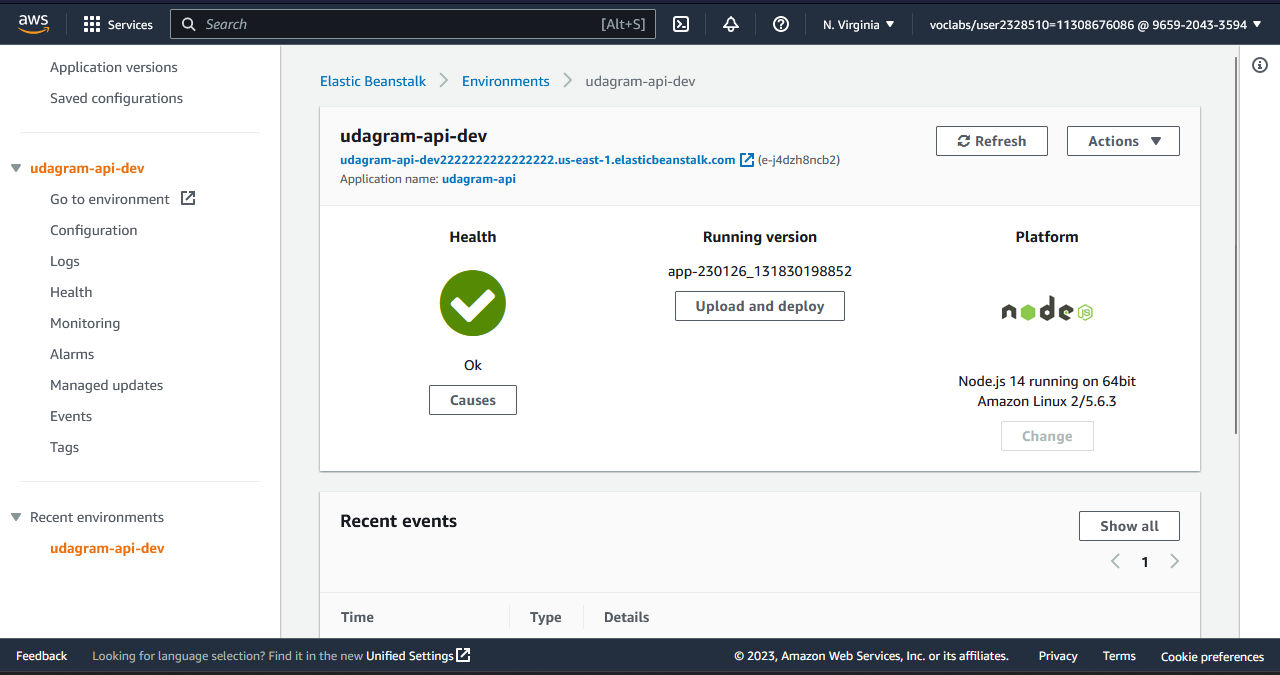 aws
Services
Search
[Alt+S]
N. Virginia
voclabs/user2328510=11308676086 @ 9659-2043-3594
Application versions
Saved configurations
udagram-api-dev
Go to environment
Configuration
Logs
Health
Monitoring
Alarms
Managed updates
Events
Tags
Recent environments
udagram-api-dev
Elastic Beanstalk
Environments
udagram-api-dev
udagram-api-dev
udagram-api-dev2222222222222222.us-east-1.elasticbeanstalk.com (e-j4dzh8ncb2)
Application name: udagram-api
Refresh
Actions
Health
Ok
Causes
Running version
app-230126_131830198852
Upload and deploy
Platform
node
JS
Node.js 14 running on 64bit
Amazon Linux 2/5.6.3
Change
Recent events
Show all
1
Time
Type
Details
Feedback
Looking for language selection? Find it in the new Unified Settings
© 2023, Amazon Web Services, Inc. or its affiliates.
Privacy
Terms
Cookie preferences